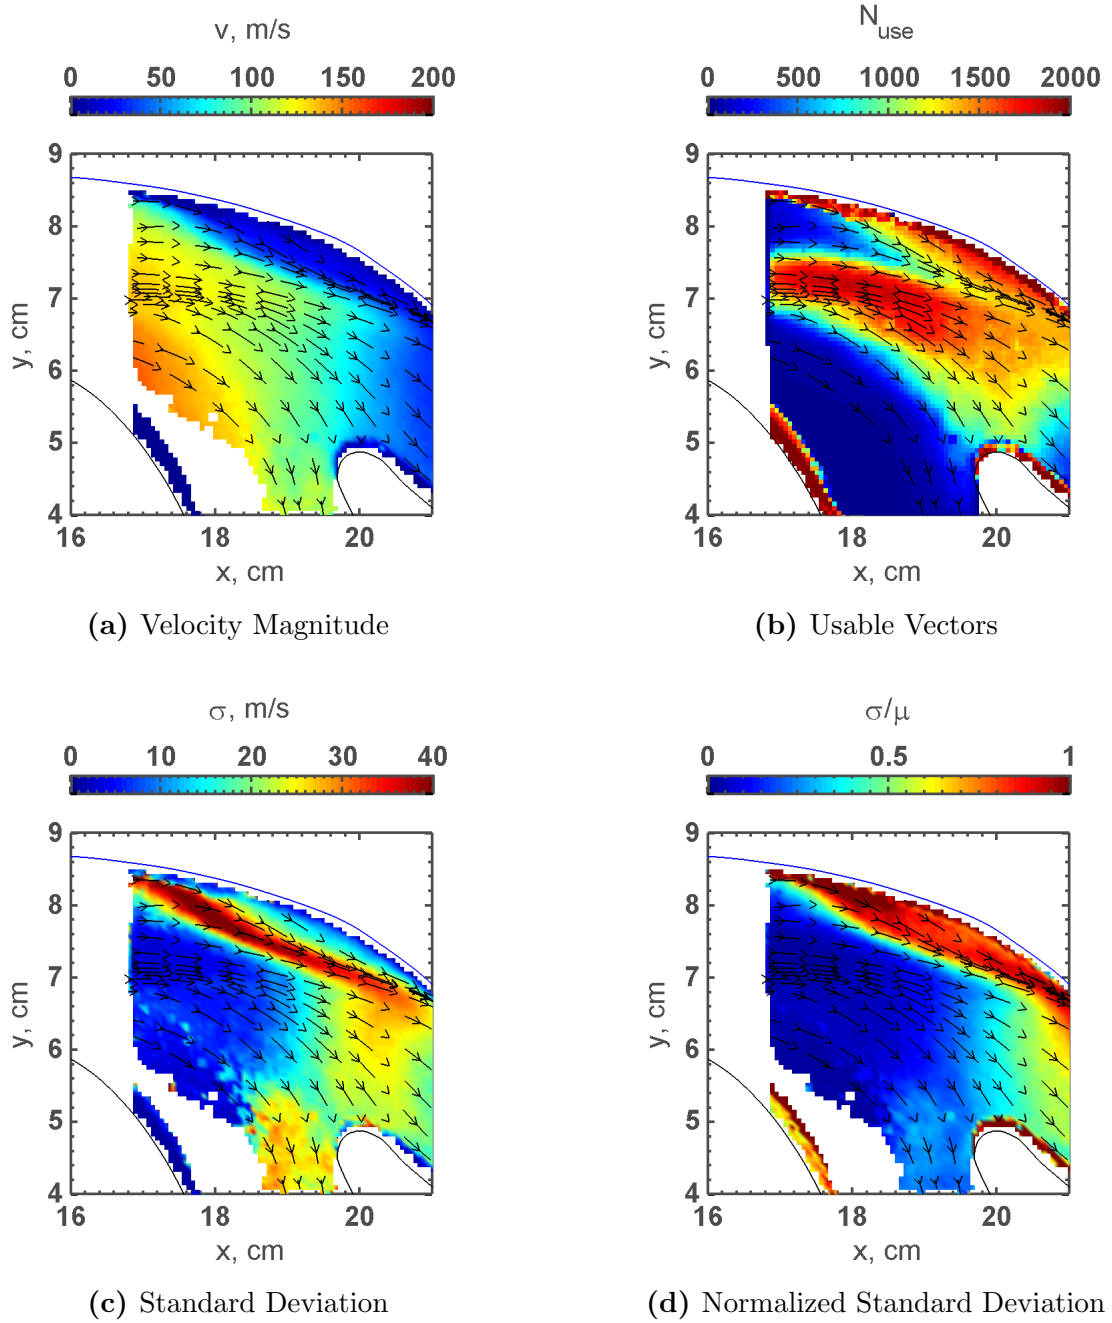 v, m/s
0 50 100 150 200
9
8
7
6
5
4
y, cm
16 18 20
x, cm
(a) Velocity Magnitude
N_use
0 500 1000 1500 2000
9
8
7
6
5
4
y, cm
16 18 20
x, cm
(b) Usable Vectors
σ, m/s
0 10 20 30 40
9
8
7
6
5
4
y, cm
16 18 20
x, cm
(c) Standard Deviation
σ/μ
0 0.5 1
9
8
7
6
5
4
y, cm
16 18 20
x, cm
(d) Normalized Standard Deviation